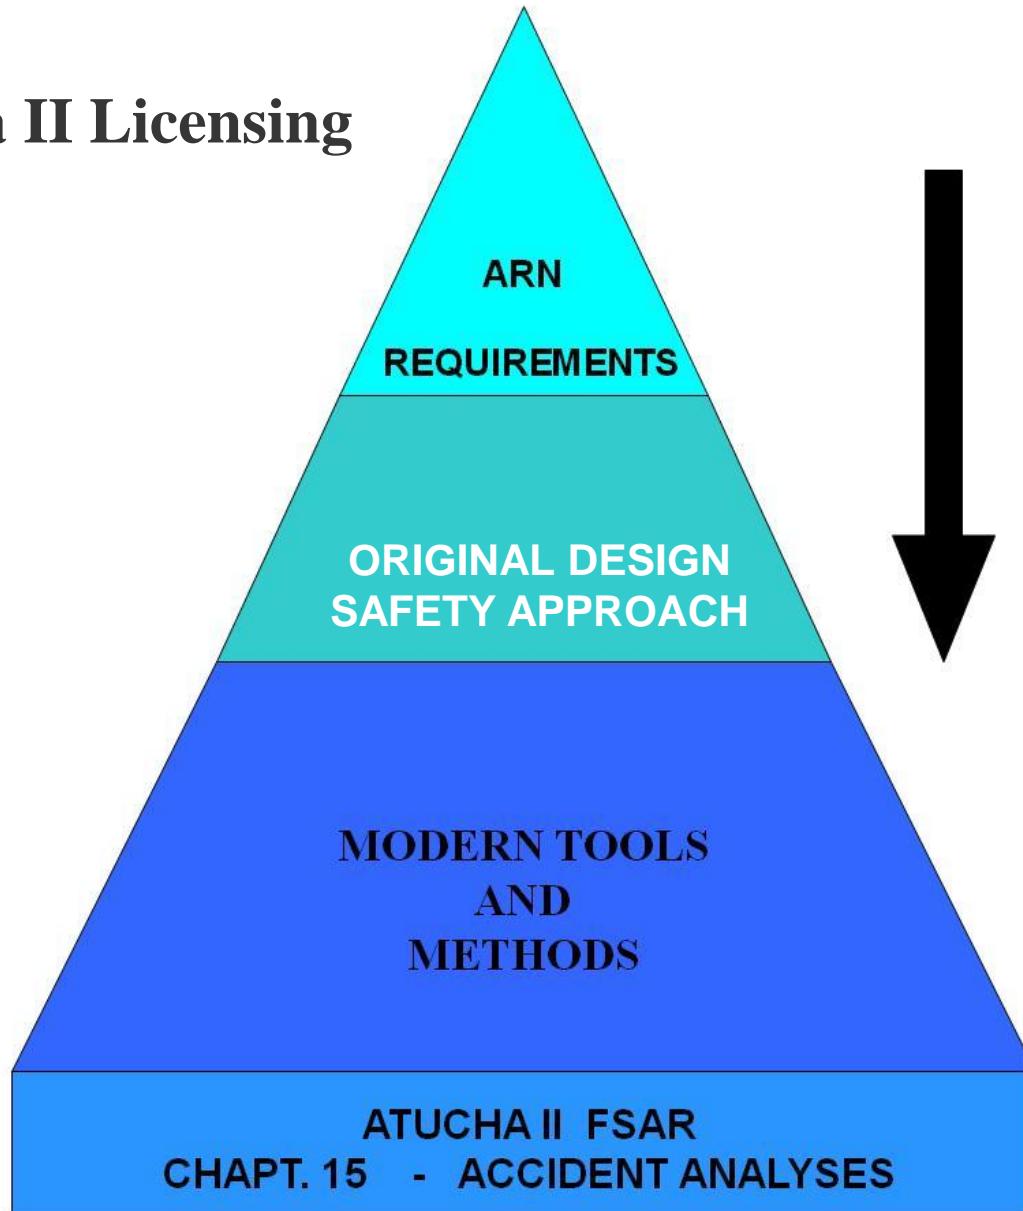 a II Licensing
ARN
REQUIREMENTS
ORIGINAL DESIGN
SAFETY APPROACH
MODERN TOOLS
AND
METHODS
ATUCHA II FSAR
CHAPT. 15 - ACCIDENT ANALYSES